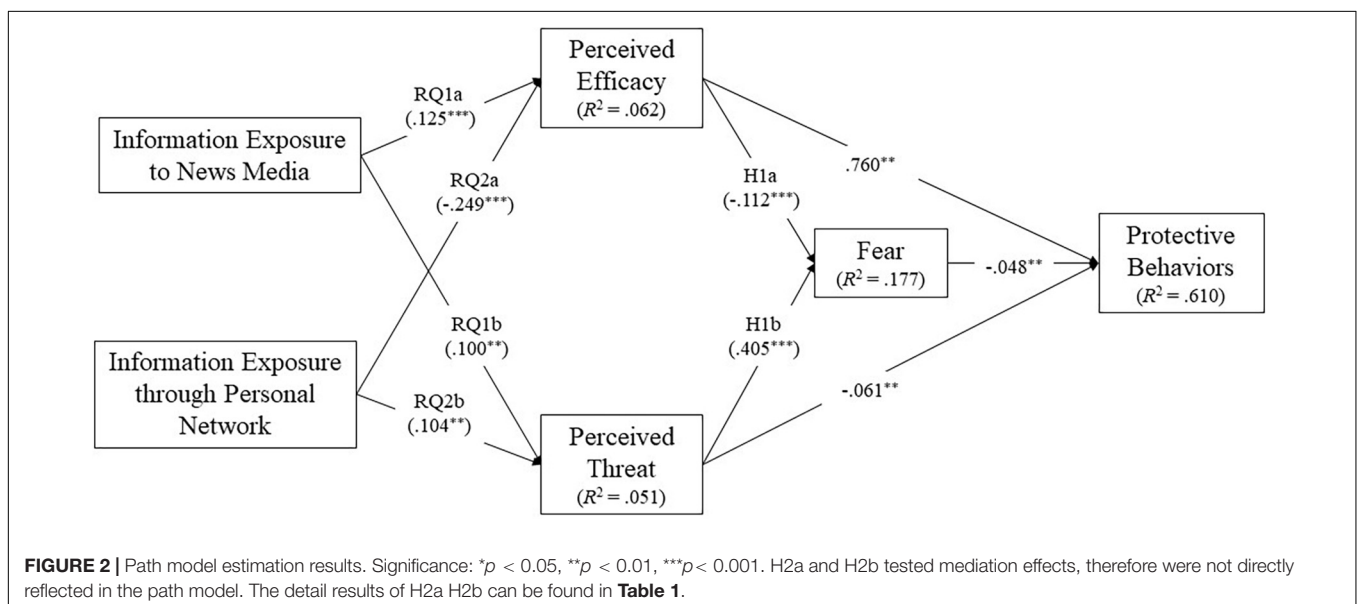 Perceived
Efficacy
(R² = .062)
RQ1a
(.125***)
Information Exposure
to News Media
RQ2a
(-.249***)
H1a
(-.112***)
.760**
Fear
(R² = .177)
-.048**
Protective
Behaviors
(R² = .610)
RQ1b
(.100**)
H1b
(.405***)
Information Exposure
through Personal
Network
RQ2b
(.104**)
-.061**
Perceived
Threat
(R² = .051)
FIGURE 2 | Path model estimation results. Significance: *p < 0.05, **p < 0.01, ***p< 0.001. H2a and H2b tested mediation effects, therefore were not directly
reflected in the path model. The detail results of H2a H2b can be found in Table 1.